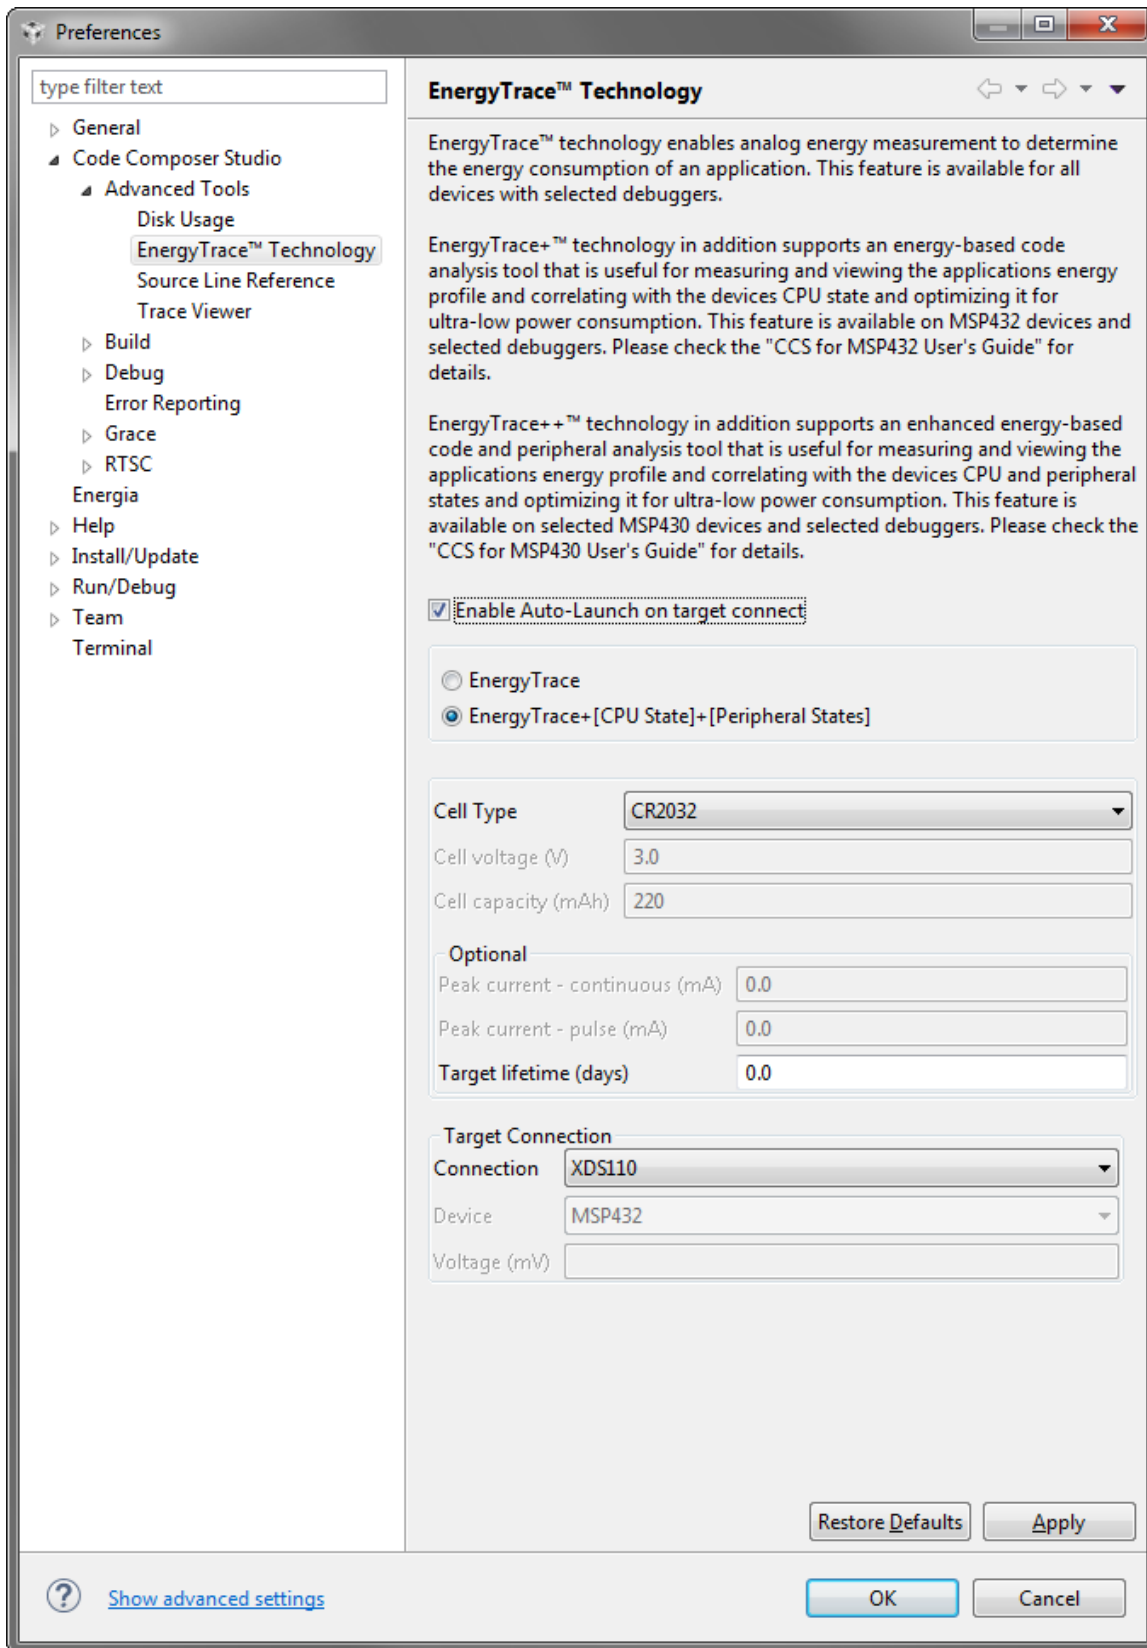 Preferences
type filter text
General
Code Composer Studio
Advanced Tools
Disk Usage
EnergyTrace™ Technology
Source Line Reference
Trace Viewer
Build
Debug
Error Reporting
Grace
RTSC
Energia
Help
Install/Update
Run/Debug
Team
Terminal
EnergyTrace™ Technology
EnergyTrace™ technology enables analog energy measurement to determine
the energy consumption of an application. This feature is available for all
devices with selected debuggers.
EnergyTrace+™ technology in addition supports an energy-based code
analysis tool that is useful for measuring and viewing the applications energy
profile and correlating with the devices CPU state and optimizing it for
ultra-low power consumption. This feature is available on MSP432 devices and
selected debuggers. Please check the "CCS for MSP432 User's Guide" for
details.
EnergyTrace++™ technology in addition supports an enhanced energy-based
code and peripheral analysis tool that is useful for measuring and viewing the
applications energy profile and correlating with the devices CPU and peripheral
states and optimizing it for ultra-low power consumption. This feature is
available on selected MSP430 devices and selected debuggers. Please check the
"CCS for MSP430 User's Guide" for details.
Enable Auto-Launch on target connect
EnergyTrace
EnergyTrace+[CPU State]+[Peripheral States]
Cell Type CR2032
Cell voltage (V) 3.0
Cell capacity (mAh) 220
Optional
Peak current - continuous (mA) 0.0
Peak current - pulse (mA) 0.0
Target lifetime (days) 0.0
Target Connection
Connection XDS110
Device MSP432
Voltage (mV)
Restore Defaults Apply
Show advanced settings OK Cancel